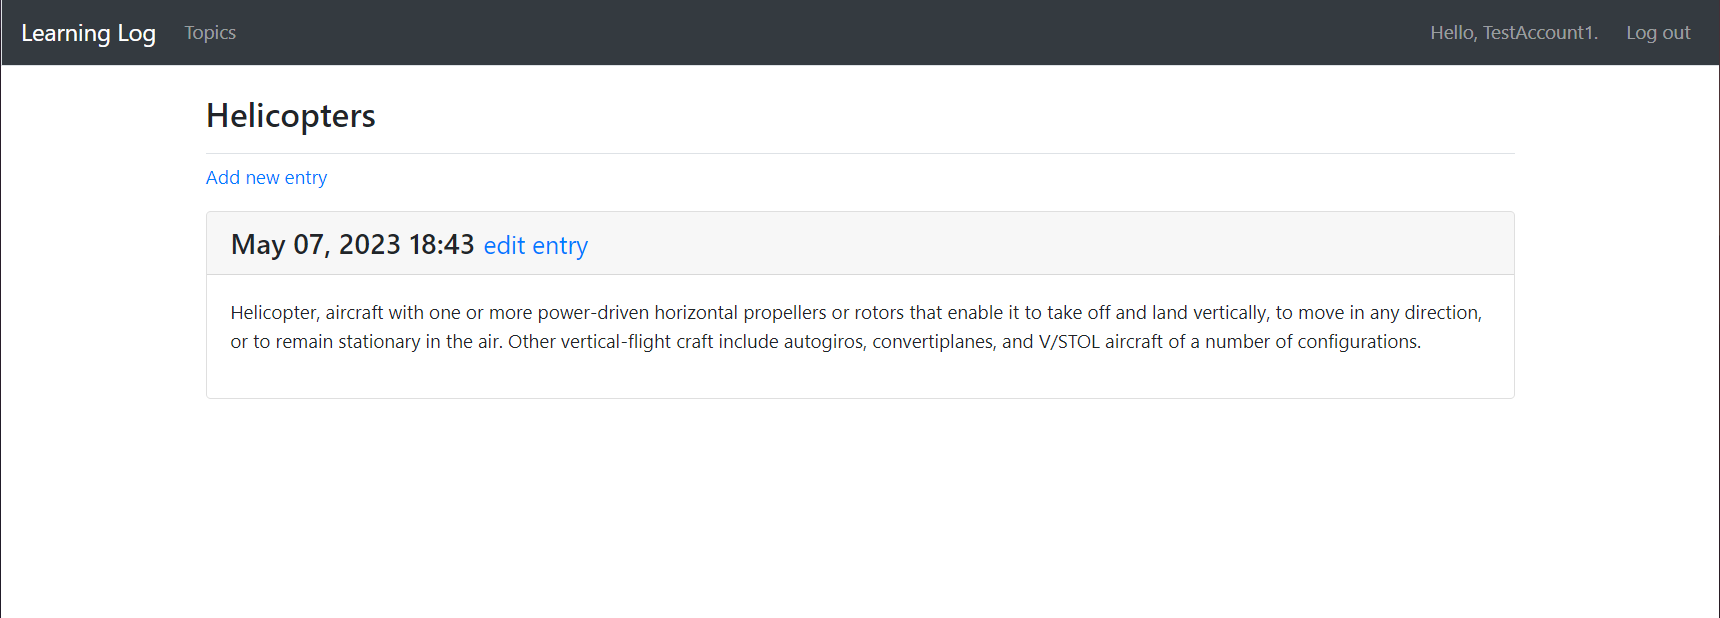 Learning Log Topics Hello, TestAccount1. Log out
Helicopters
Add new entry
May 07, 2023 18:43 edit entry
Helicopter, aircraft with one or more power-driven horizontal propellers or rotors that enable it to take off and land vertically, to move in any direction,
or to remain stationary in the air. Other vertical-flight craft include autogiros, convertiplanes, and V/STOL aircraft of a number of configurations.